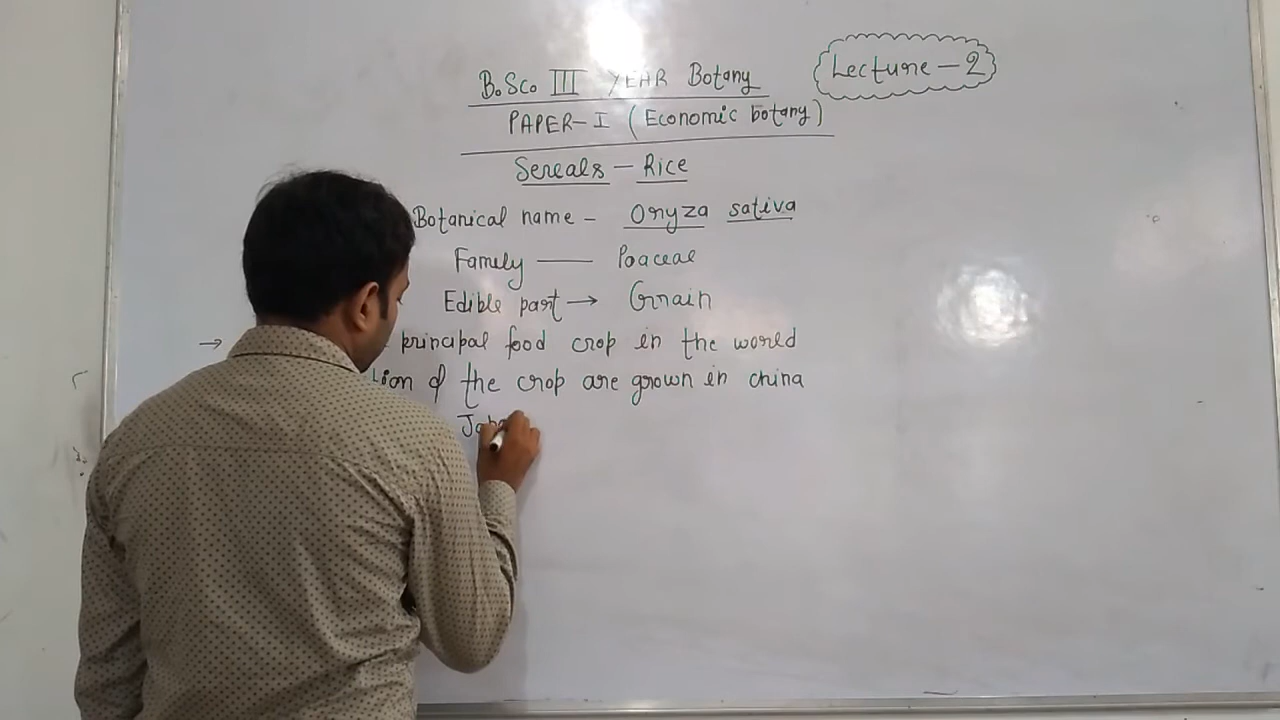 B.Sc. III YEAR Botany
Lecture - 2
PAPER-I (Economic botany)
Sereals - Rice
Botanical name - Oryza sativa
Family — Poaceae
Edible part → Grain
→ principal food crop in the world
tion of the crop are grown in china